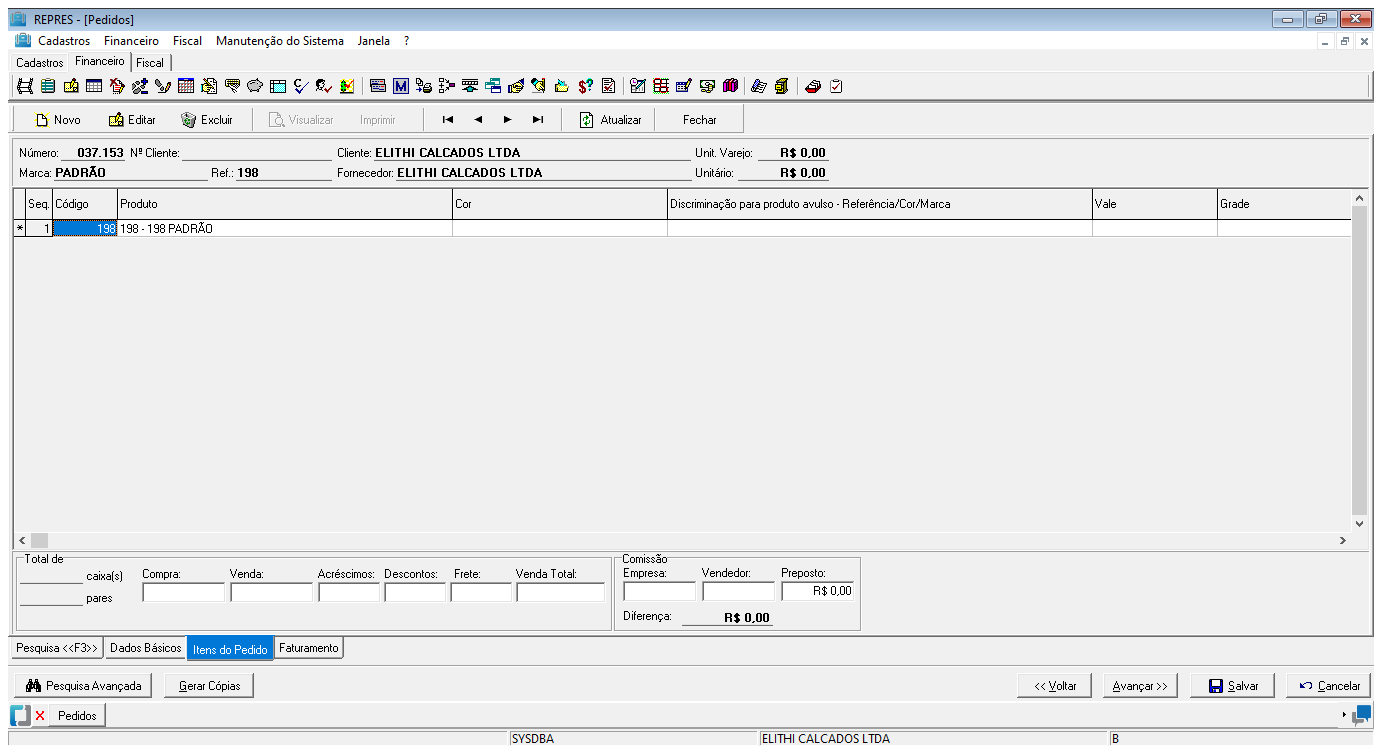 REPRES - [Pedidos]
Cadastros Financeiro Fiscal Manutenção do Sistema Janela ?
Cadastros Financeiro Fiscal
Novo Editar Excluir Visualizar Imprimir Atualizar Fechar
Número: 037.153 Nº Cliente: Cliente: ELITHI CALCADOS LTDA Unit. Varejo: R$ 0,00
Marca: PADRÃO Ref.: 198 Fornecedor: ELITHI CALCADOS LTDA Unitário: R$ 0,00
Seq. Código Produto Cor Discriminação para produto avulso - Referência/Cor/Marca Vale Grade
* 1 198 198 - 198 PADRÃO
Total de Comissão
caixa(s) Compra: Venda: Acréscimos: Descontos: Frete: Venda Total: Empresa: Vendedor: Preposto:
R$ 0,00
pares
Diferença: R$ 0,00
Pesquisa <<F3>> Dados Básicos Itens do Pedido Faturamento
Pesquisa Avançada Gerar Cópias << Voltar Avançar >> Salvar Cancelar
Pedidos
SYSDBA ELITHI CALCADOS LTDA B